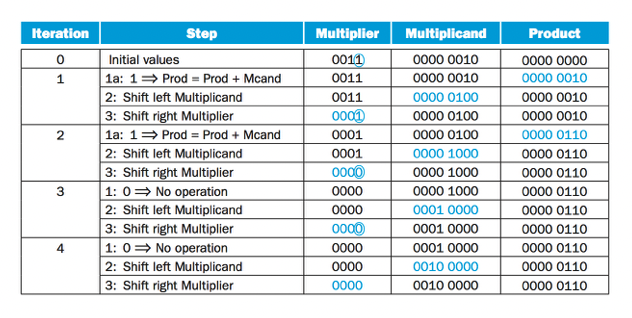 Iteration Step Multiplier Multiplicand Product
0 Initial values 0011 0000 0010 0000 0000
1 1a: 1 ⇒ Prod = Prod + Mcand 0011 0000 0010 0000 0010
2: Shift left Multiplicand 0011 0000 0100 0000 0010
3: Shift right Multiplier 0001 0000 0100 0000 0010
2 1a: 1 ⇒ Prod = Prod + Mcand 0001 0000 0100 0000 0110
2: Shift left Multiplicand 0001 0000 1000 0000 0110
3: Shift right Multiplier 0000 0000 1000 0000 0110
3 1: 0 ⇒ No operation 0000 0000 1000 0000 0110
2: Shift left Multiplicand 0000 0001 0000 0000 0110
3: Shift right Multiplier 0000 0001 0000 0000 0110
4 1: 0 ⇒ No operation 0000 0001 0000 0000 0110
2: Shift left Multiplicand 0000 0010 0000 0000 0110
3: Shift right Multiplier 0000 0010 0000 0000 0110